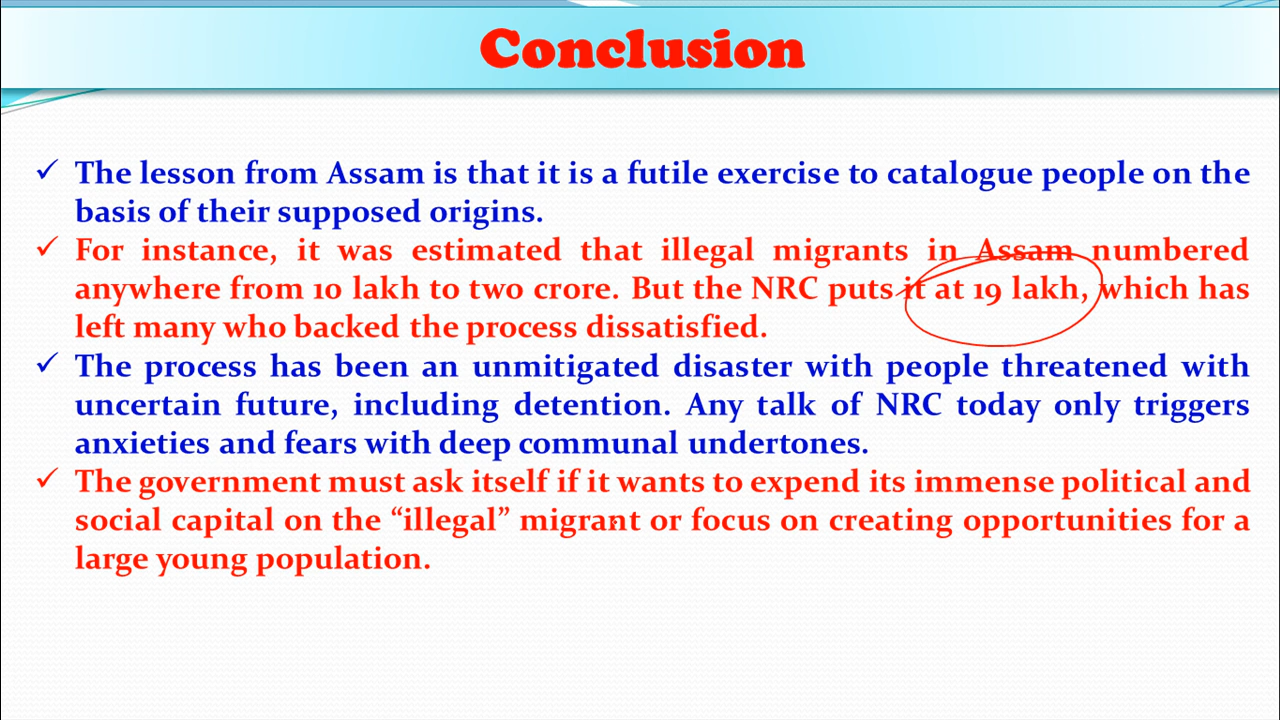 Conclusion
✓ The lesson from Assam is that it is a futile exercise to catalogue people on the
basis of their supposed origins.
✓ For instance, it was estimated that illegal migrants in Assam numbered
anywhere from 10 lakh to two crore. But the NRC puts it at 19 lakh, which has
left many who backed the process dissatisfied.
✓ The process has been an unmitigated disaster with people threatened with
uncertain future, including detention. Any talk of NRC today only triggers
anxieties and fears with deep communal undertones.
✓ The government must ask itself if it wants to expend its immense political and
social capital on the “illegal” migrant or focus on creating opportunities for a
large young population.